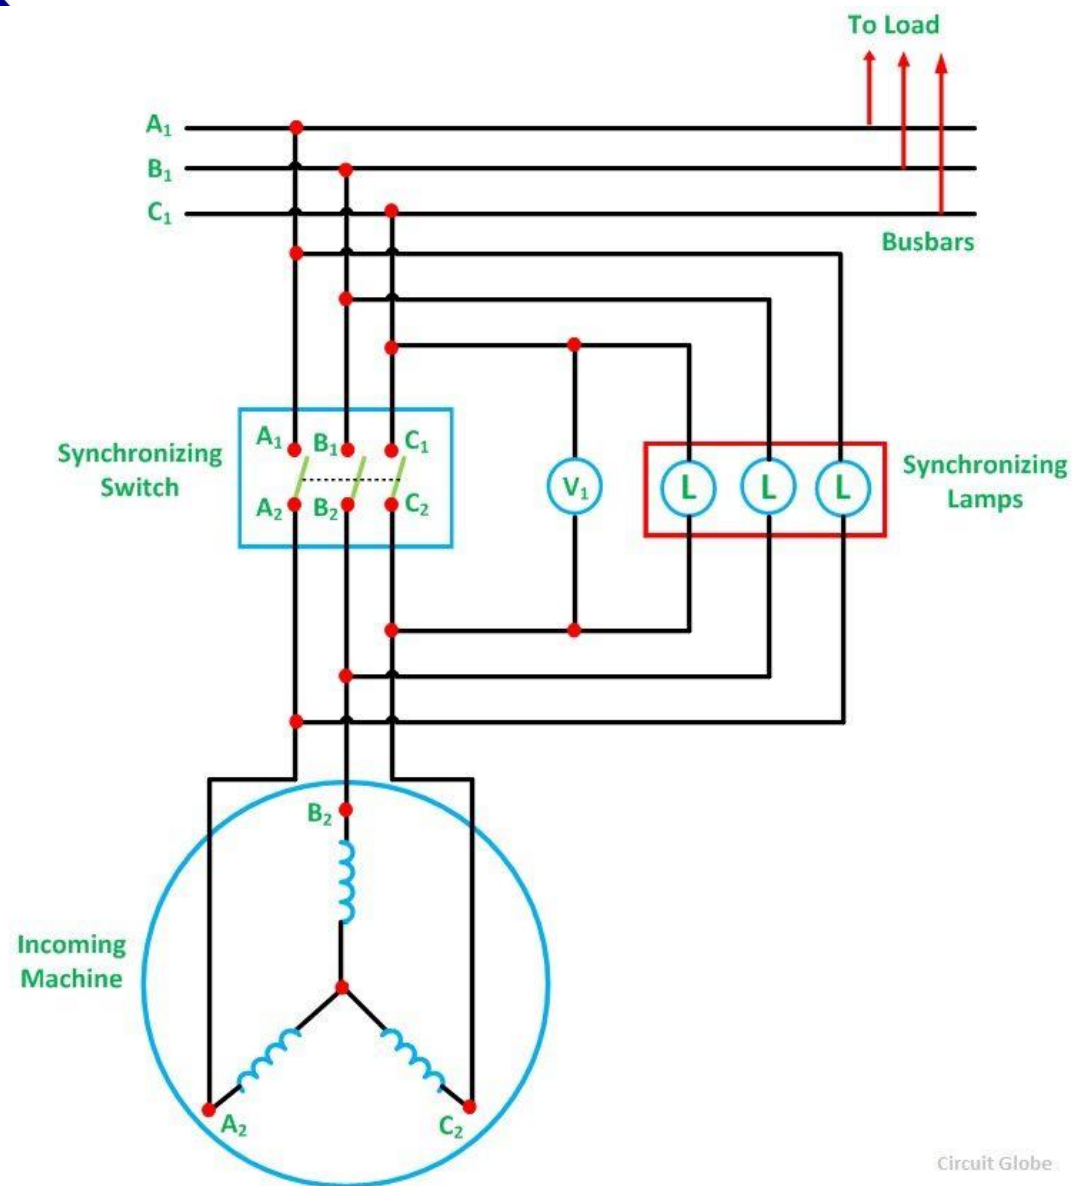 To Load
A₁
B₁
C₁
Busbars
Synchronizing
Switch
A₁ B₁ C₁
A₂ B₂ C₂
V₁
L L L
Synchronizing
Lamps
B₂
Incoming
Machine
A₂
C₂
Circuit Globe